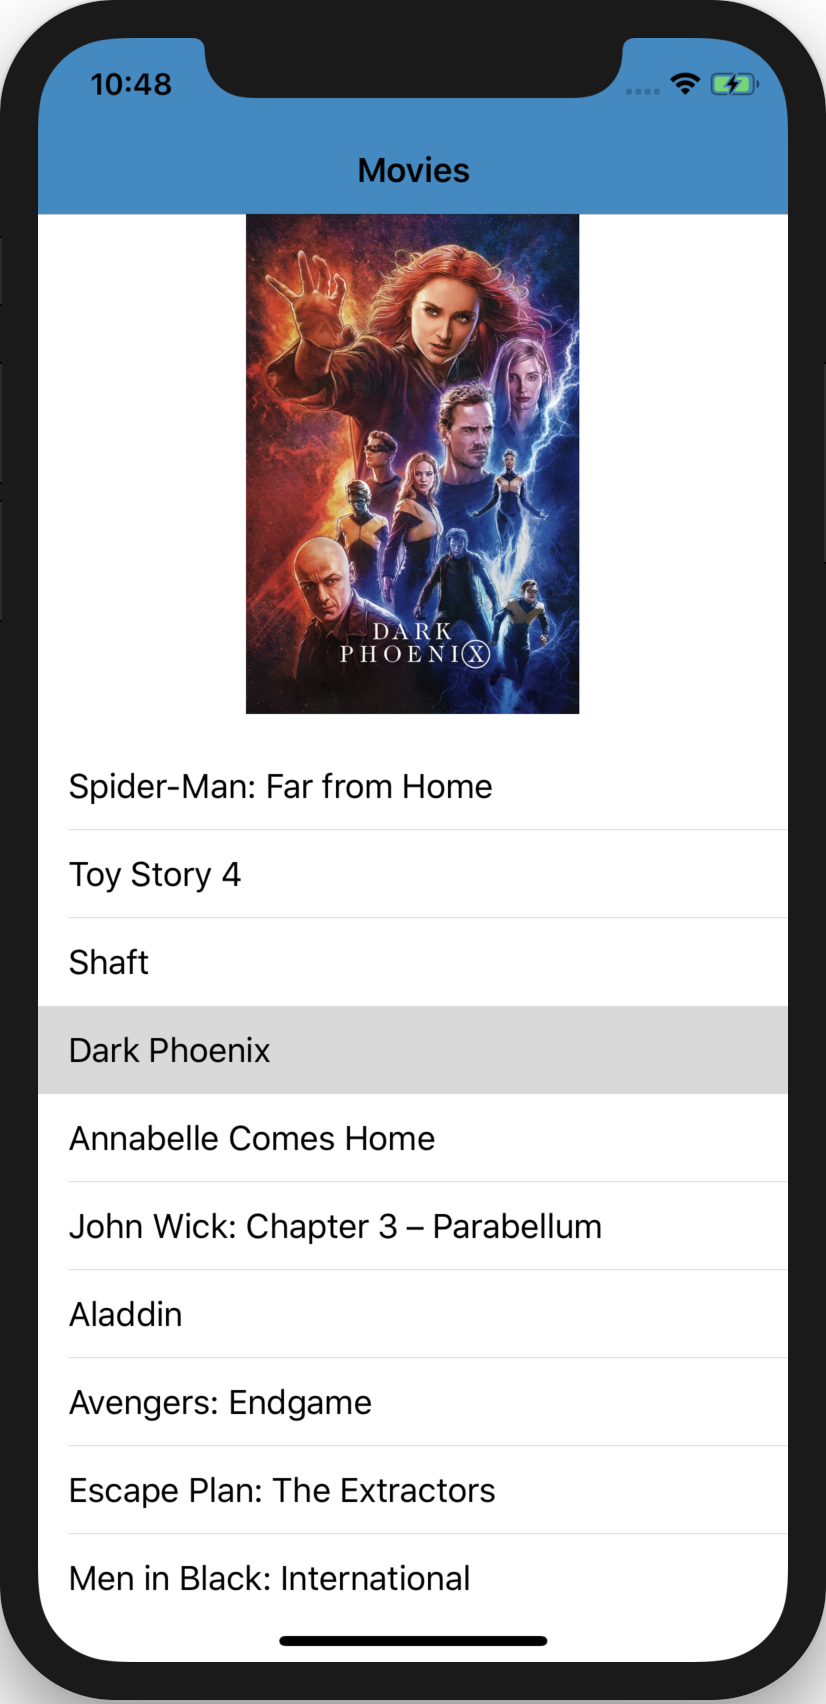 10:48
Movies
DARK
PHOENIX
Spider-Man: Far from Home
Toy Story 4
Shaft
Dark Phoenix
Annabelle Comes Home
John Wick: Chapter 3 – Parabellum
Aladdin
Avengers: Endgame
Escape Plan: The Extractors
Men in Black: International